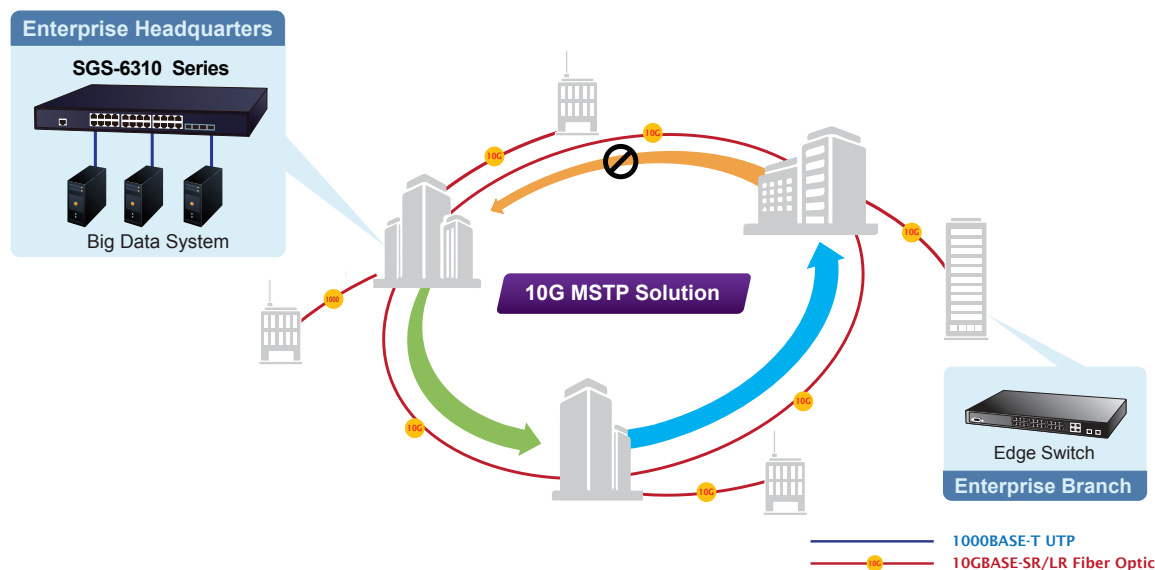 Enterprise Headquarters
SGS-6310 Series
Big Data System
10G
10G
10G
1000
10G MSTP Solution
10G
10G
10G
Edge Switch
Enterprise Branch
1000BASE-T UTP
10G
10GBASE-SR/LR Fiber Optic